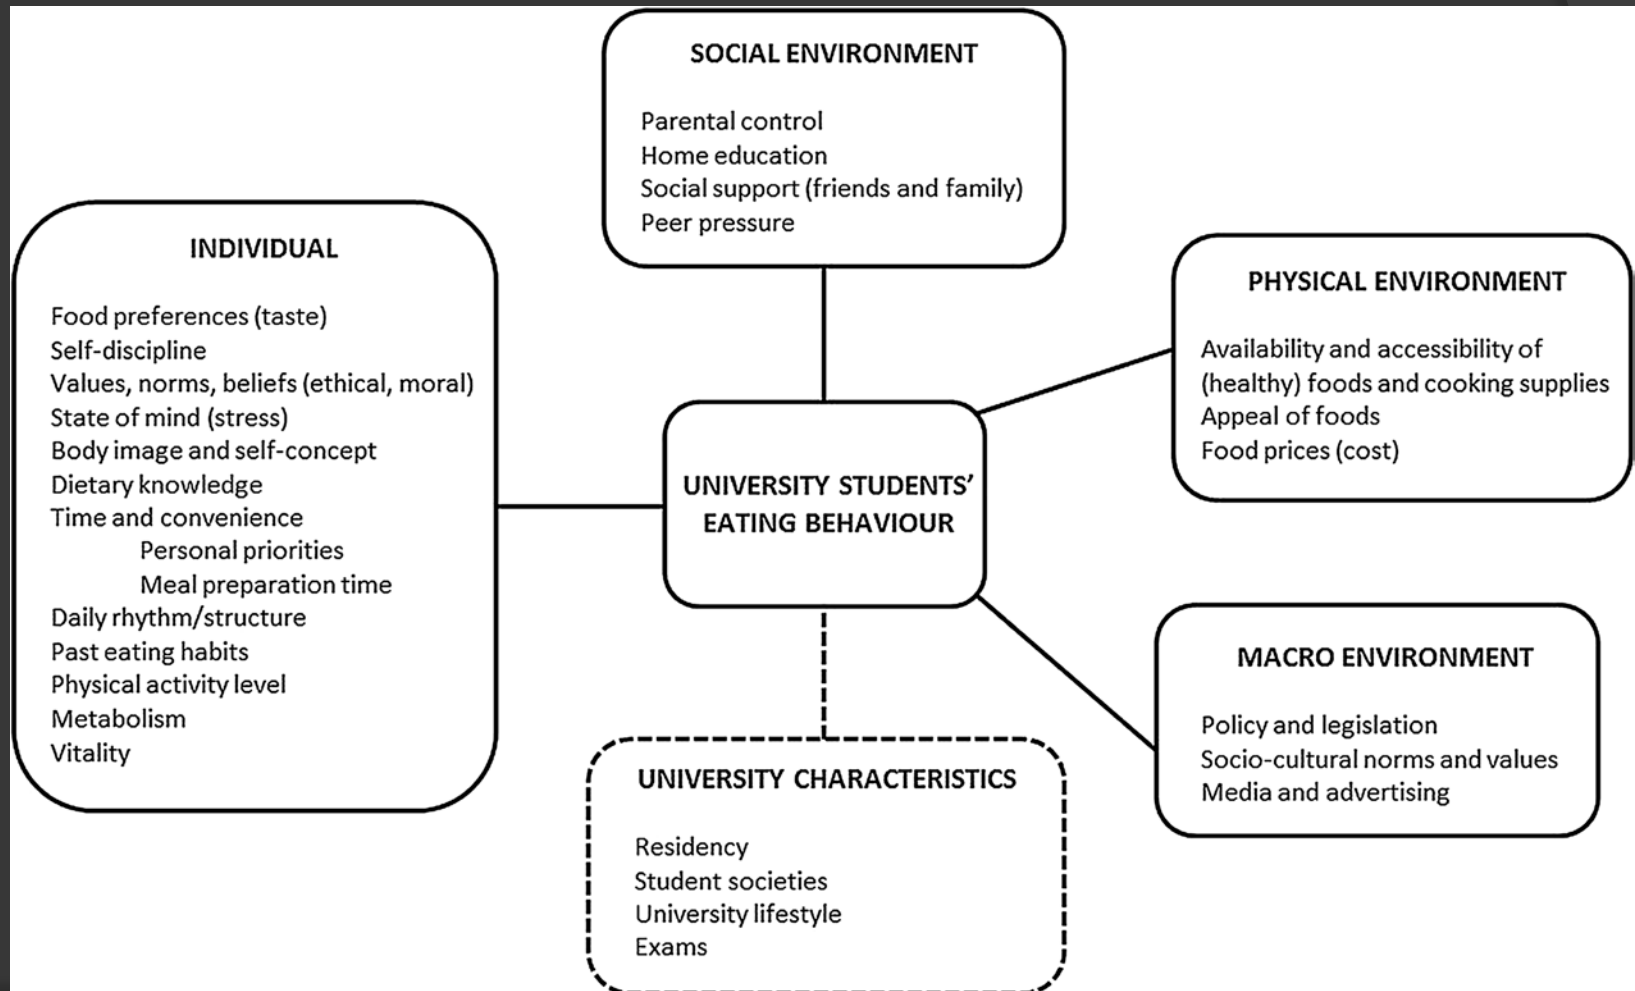 SOCIAL ENVIRONMENT
Parental control
Home education
Social support (friends and family)
Peer pressure
INDIVIDUAL
Food preferences (taste)
Self-discipline
Values, norms, beliefs (ethical, moral)
State of mind (stress)
Body image and self-concept
Dietary knowledge
Time and convenience
Personal priorities
Meal preparation time
Daily rhythm/structure
Past eating habits
Physical activity level
Metabolism
Vitality
PHYSICAL ENVIRONMENT
Availability and accessibility of
(healthy) foods and cooking supplies
Appeal of foods
Food prices (cost)
UNIVERSITY STUDENTS’
EATING BEHAVIOUR
MACRO ENVIRONMENT
Policy and legislation
Socio-cultural norms and values
Media and advertising
UNIVERSITY CHARACTERISTICS
Residency
Student societies
University lifestyle
Exams